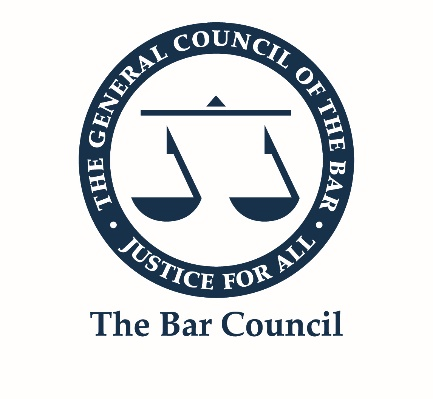 THE GENERAL COUNCIL OF THE BAR
JUSTICE FOR ALL
The Bar Council